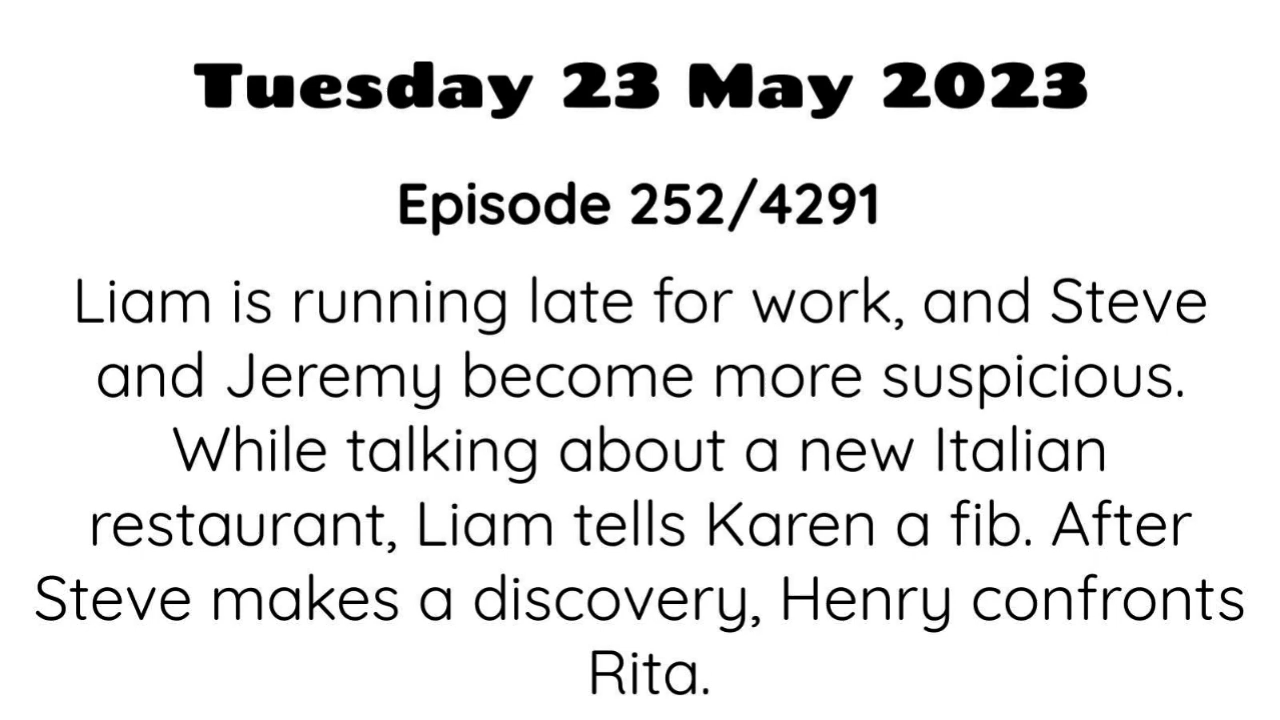 Tuesday 23 May 2023
Episode 252/4291
Liam is running late for work, and Steve
and Jeremy become more suspicious.
While talking about a new Italian
restaurant, Liam tells Karen a fib. After
Steve makes a discovery, Henry confronts
Rita.